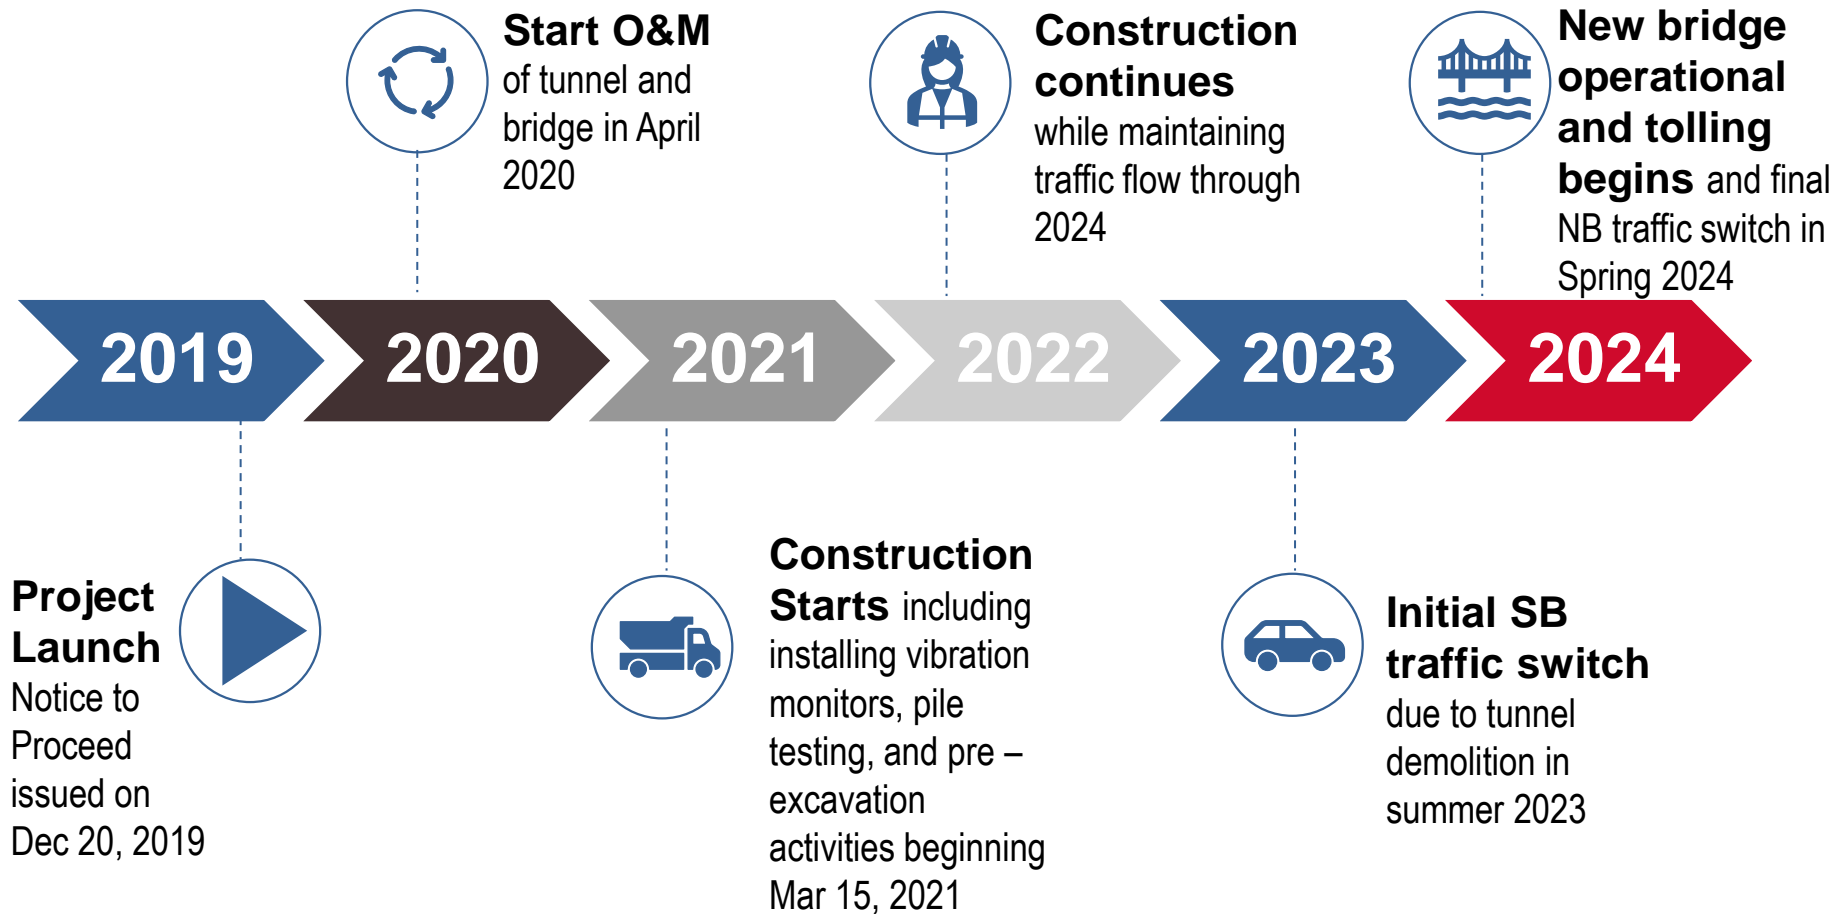 Start O&M
of tunnel and
bridge in April
2020
Construction
continues
while maintaining
traffic flow through
2024
New bridge
operational
and tolling
begins and final
NB traffic switch in
Spring 2024
2019
2020
2021
2022
2023
2024
Project
Launch
Notice to
Proceed
issued on
Dec 20, 2019
Construction
Starts including
installing vibration
monitors, pile
testing, and pre –
excavation
activities beginning
Mar 15, 2021
Initial SB
traffic switch
due to tunnel
demolition in
summer 2023